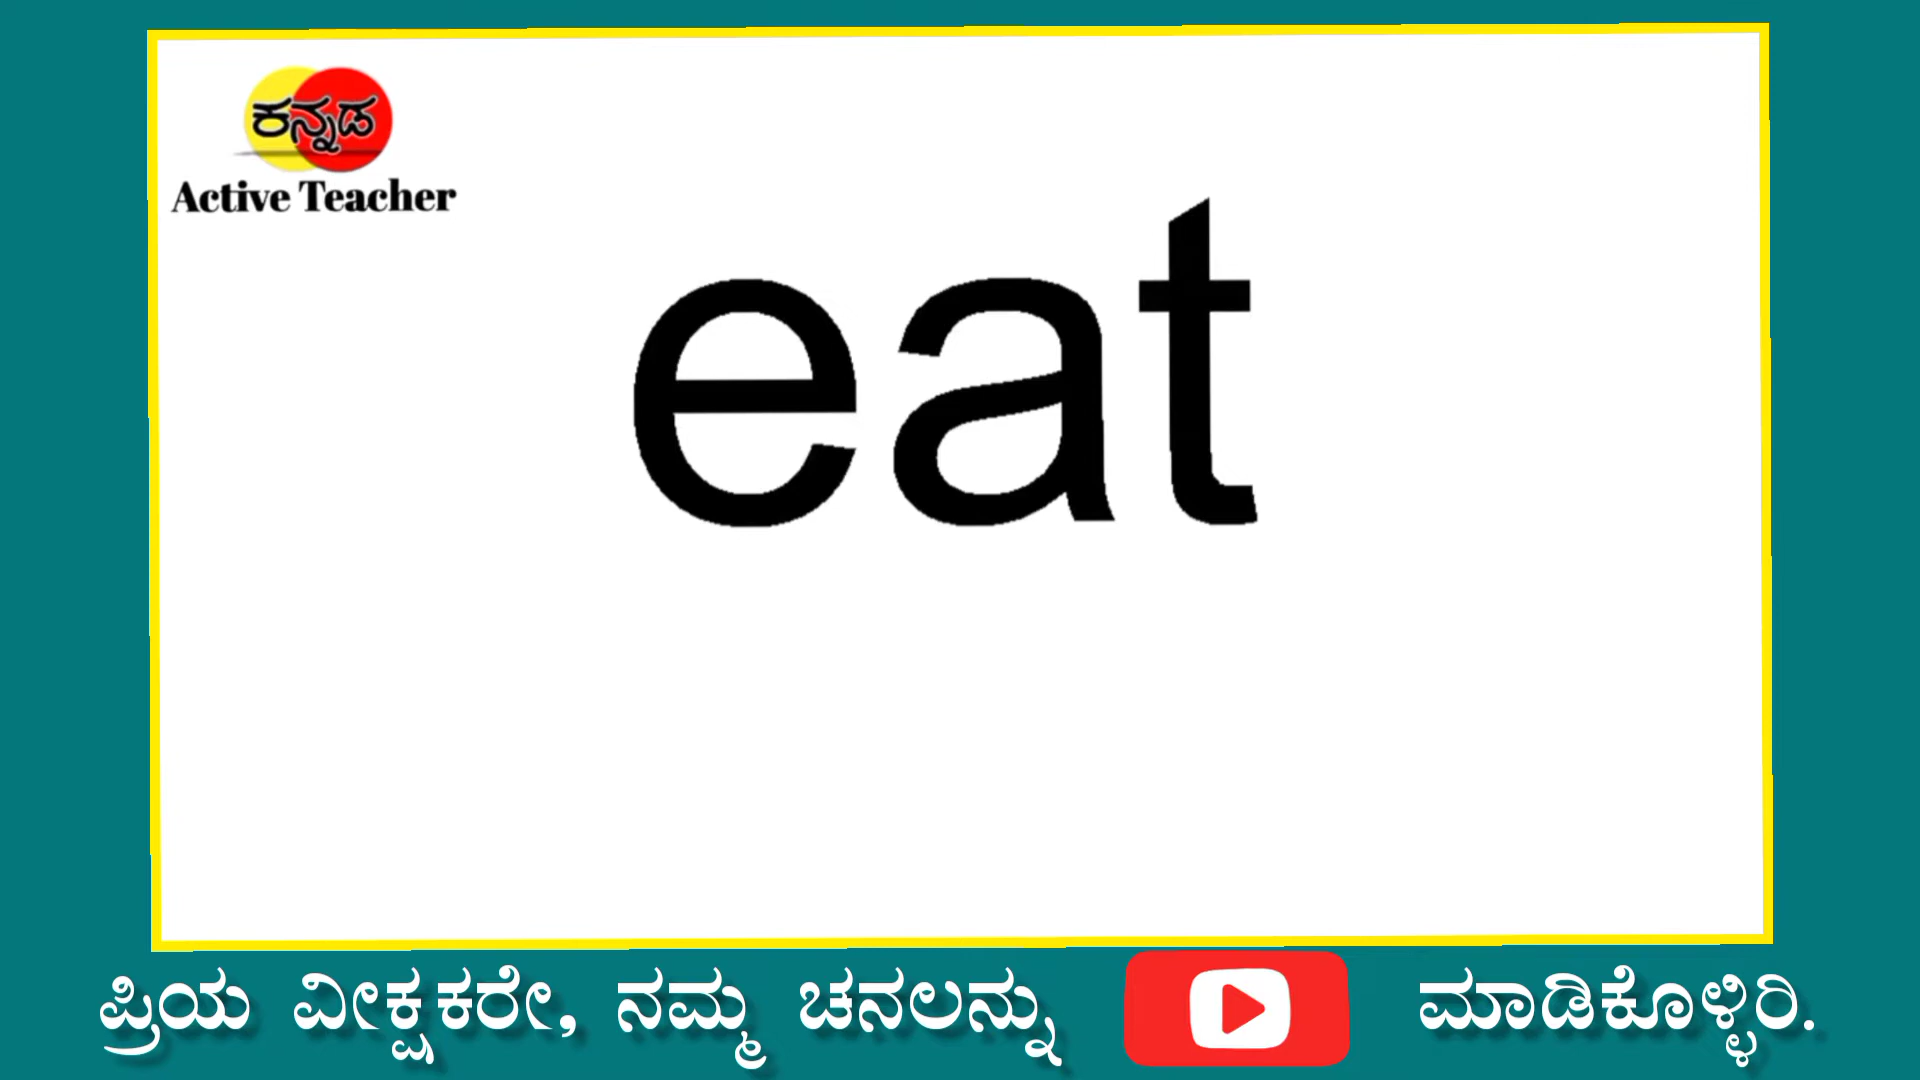 ಕನ್ನಡ
Active Teacher
eat
ಪ್ರಿಯ ವೀಕ್ಷಕರೇ, ನಮ್ಮ ಚನಲನ್ನು ಮಾಡಿಕೊಳ್ಳಿರಿ.